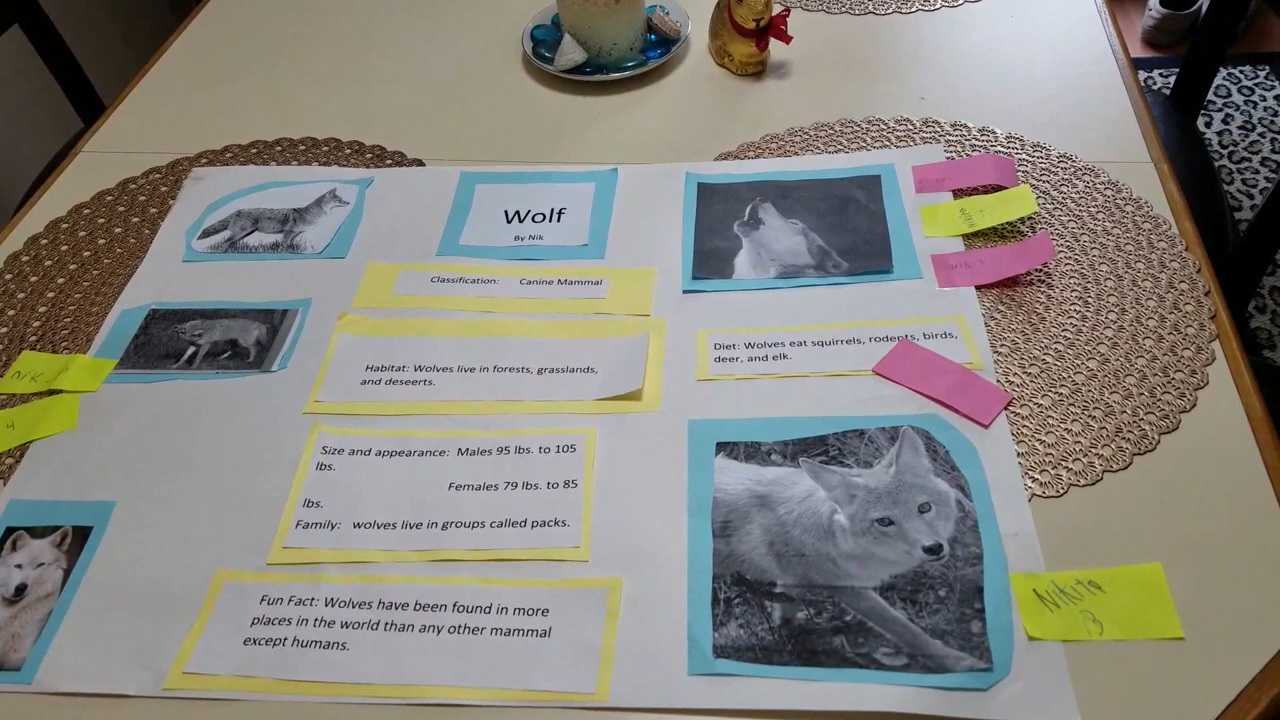 Wolf
By Nik
Classification: Canine Mammal
Habitat: Wolves live in forests, grasslands,
and deseerts.
Diet: Wolves eat squirrels, rodents, birds,
deer, and elk.
Size and appearance: Males 95 lbs. to 105
lbs.
Females 79 lbs. to 85
lbs.
Family: wolves live in groups called packs.
Fun Fact: Wolves have been found in more
places in the world than any other mammal
except humans.
Nik
4
Nikita